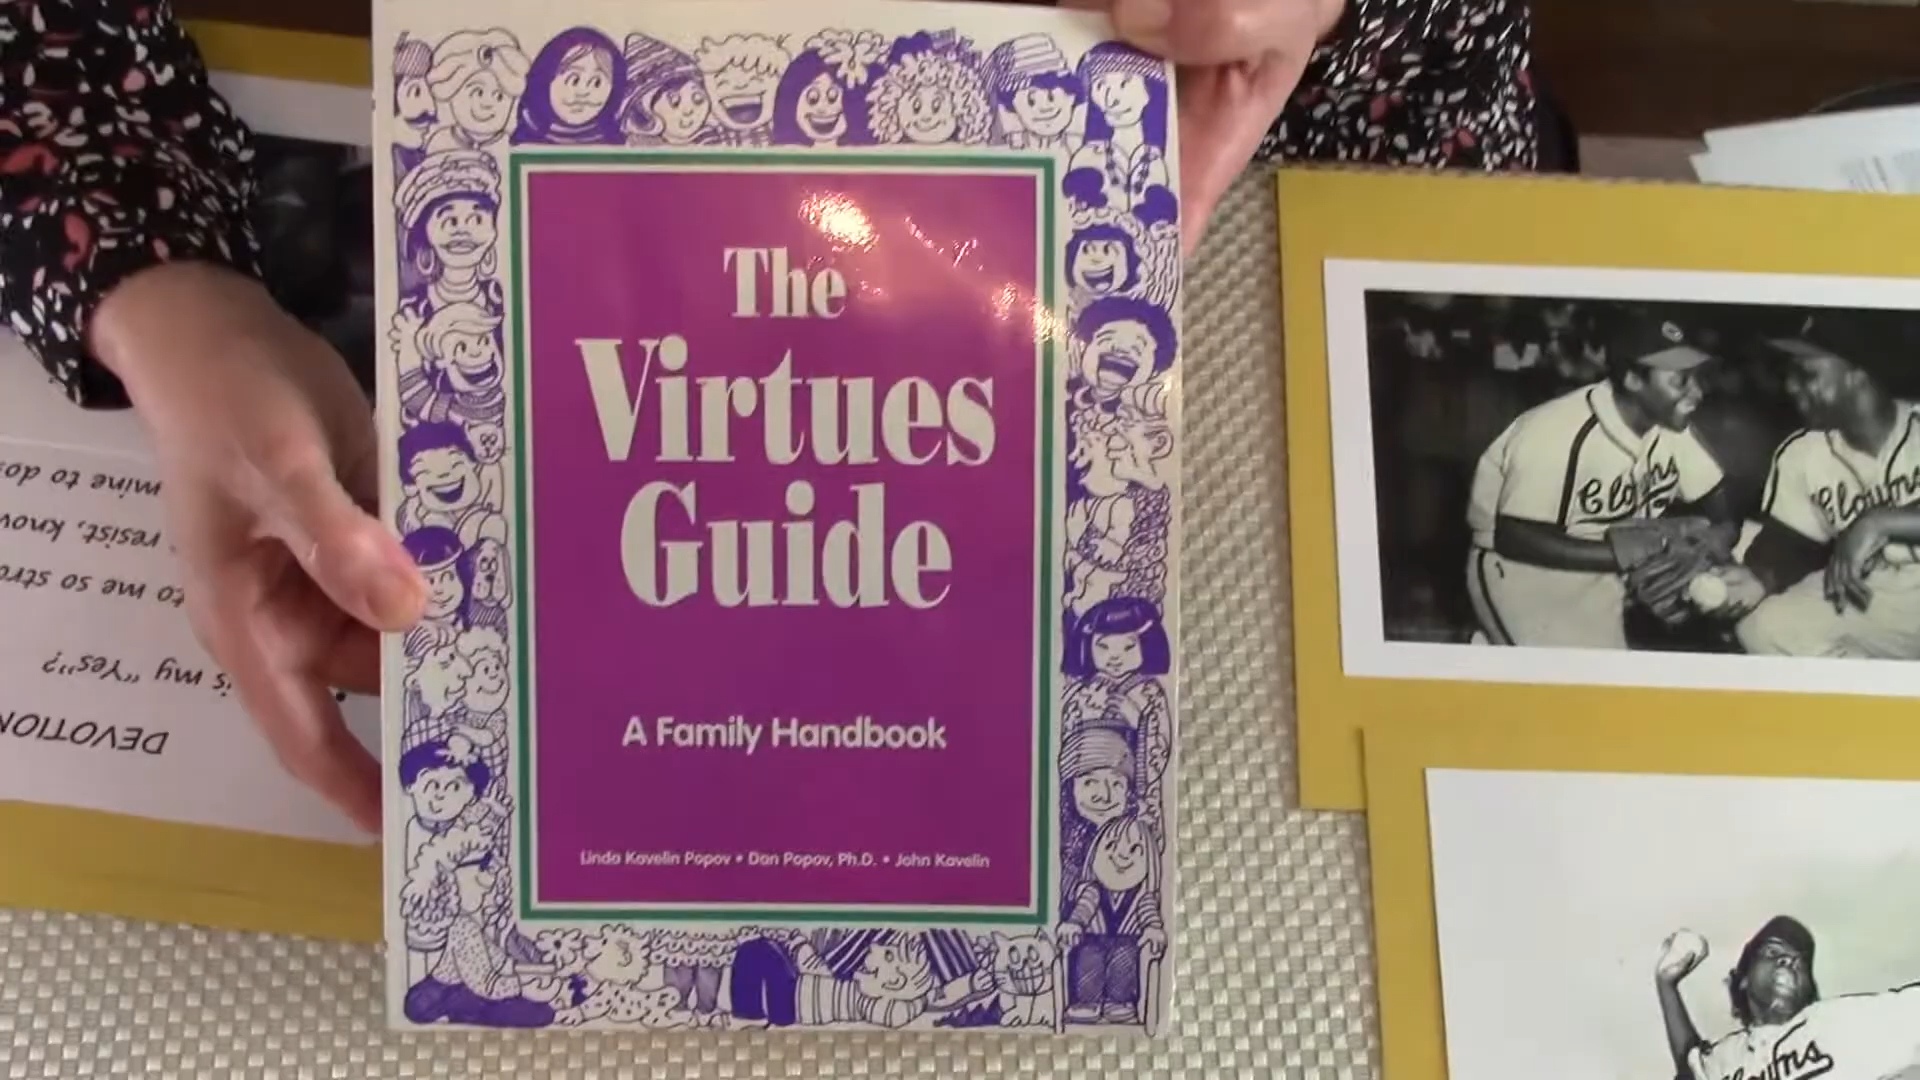 The
Virtues
Guide
A Family Handbook
Linda Kavelin Popov • Dan Popov, Ph.D. • John Kavelin
DEVOTION
is my "Yes"?
to me so stro
resist, know
mine to do
Clowns
Clowns
Clowns